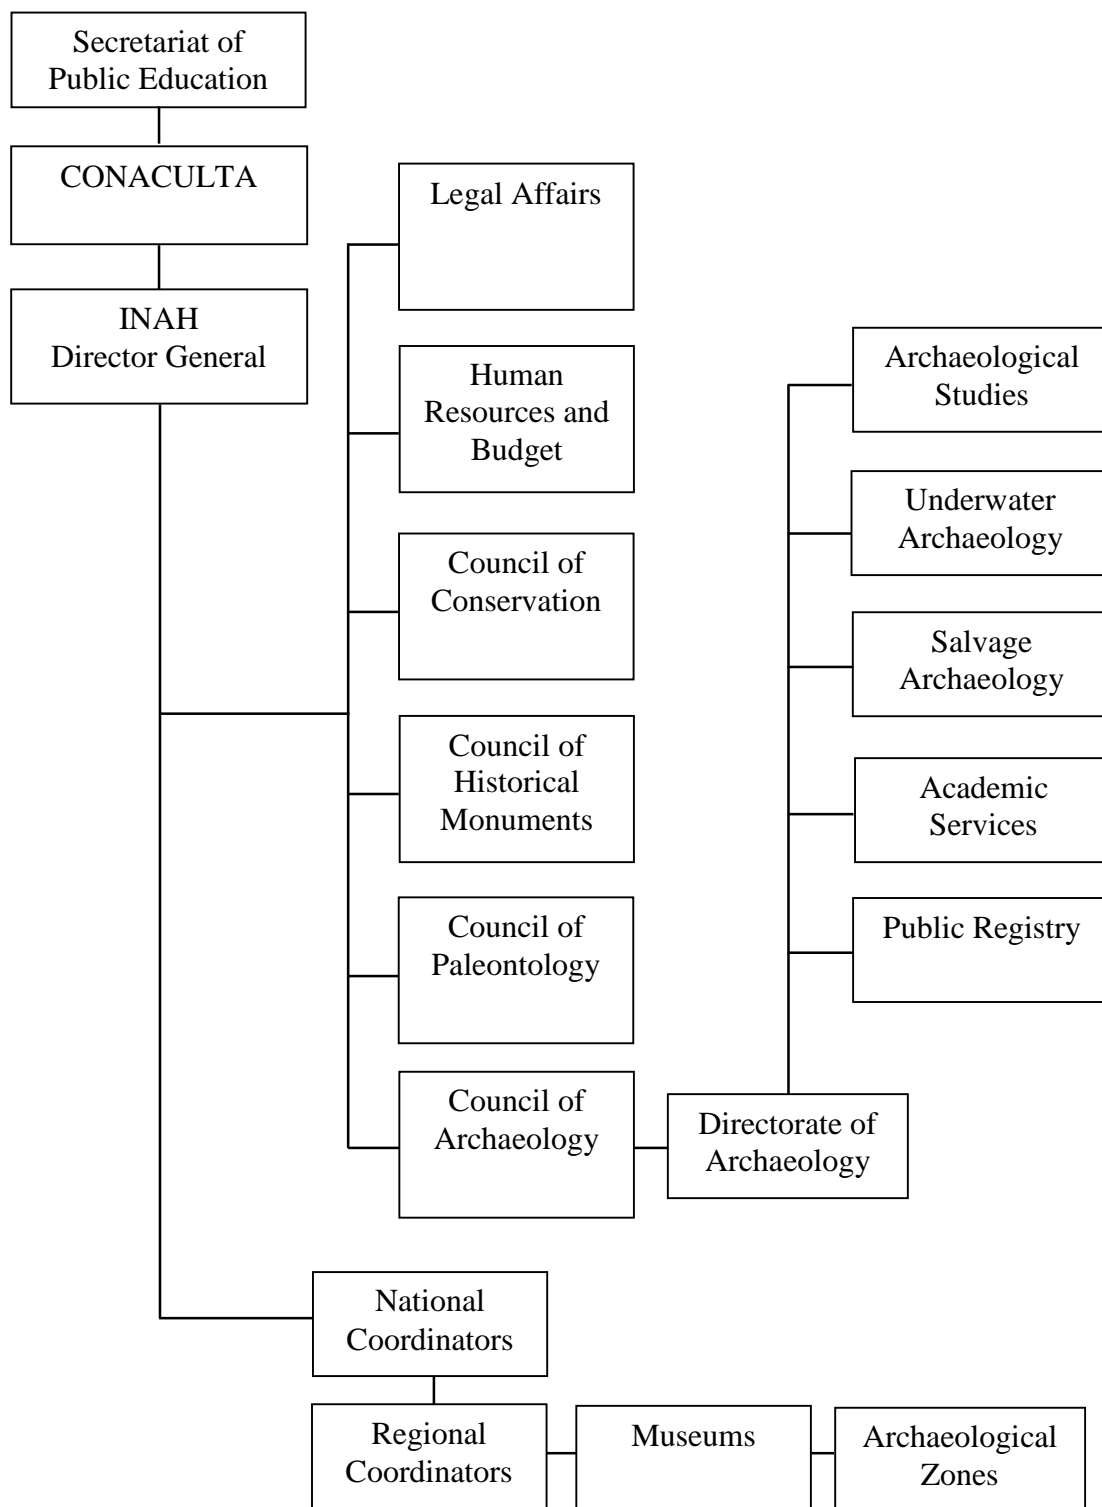 Secretariat of
Public Education
CONACULTA
INAH
Director General
Legal Affairs
Human
Resources and
Budget
Council of
Conservation
Council of
Historical
Monuments
Council of
Paleontology
Council of
Archaeology
Directorate of
Archaeology
Archaeological
Studies
Underwater
Archaeology
Salvage
Archaeology
Academic
Services
Public Registry
National
Coordinators
Regional
Coordinators
Museums
Archaeological
Zones